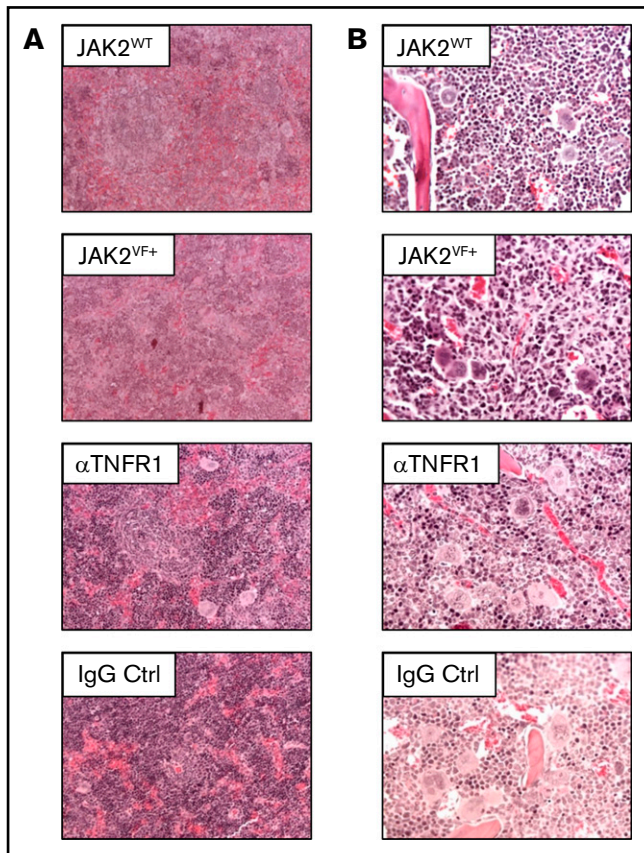 A
B
JAK2ᵂᵀ
JAK2ᵂᵀ
JAK2ⱽᶠ⁺
JAK2ⱽᶠ⁺
αTNFR1
αTNFR1
IgG Ctrl
IgG Ctrl